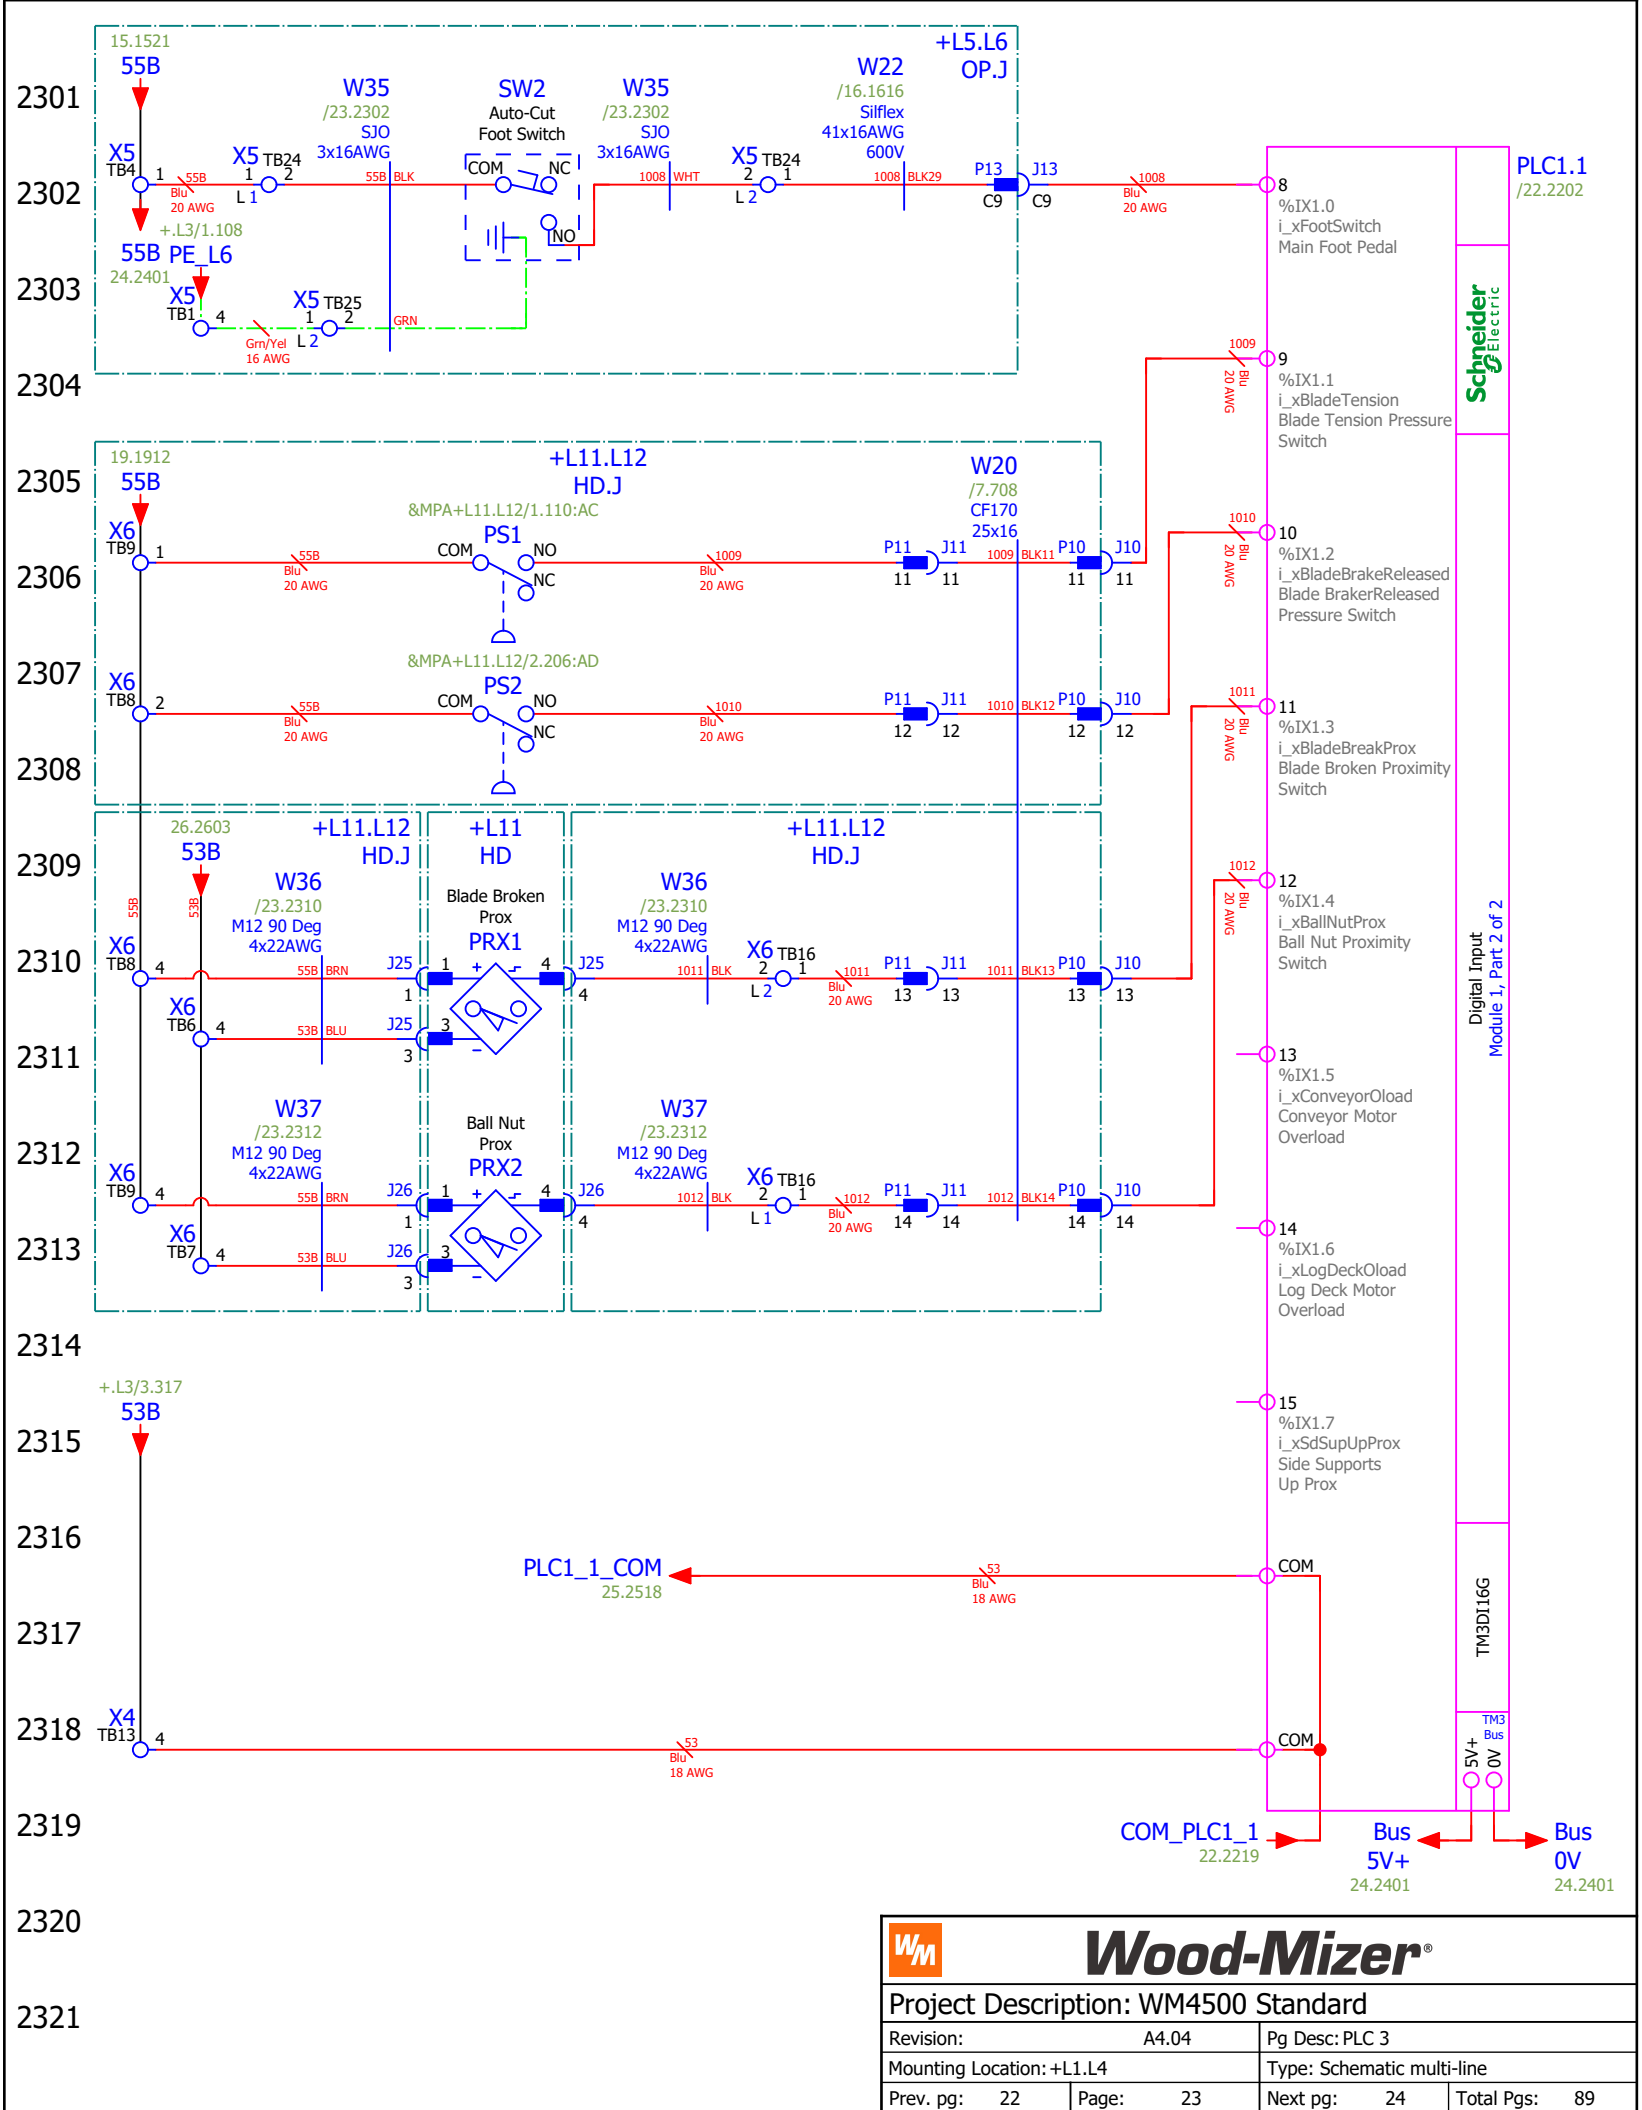 2301
2302
2303
2304
2305
2306
2307
2308
2309
2310
2311
2312
2313
2314
2315
2316
2317
2318
2319
2320
2321
15.1521
55B
X5
TB4
1
55B
Blu
20 AWG
55B
24.2401
+.L3/1.108
PE_L6
X5
TB1
4
Grn/Yel
16 AWG
X5 TB24
1 2
L 1
X5 TB25
1 2
L 2
W35
/23.2302
SJO
3x16AWG
55B BLK
GRN
SW2
Auto-Cut
Foot Switch
COM
NC
NO
W35
/23.2302
SJO
3x16AWG
1008 WHT
X5 TB24
2 1
L 2
W22
/16.1616
Silflex
41x16AWG
600V
1008 BLK29
+L5.L6
OP.J
P13 J13
C9 C9
1008
Blu
20 AWG
19.1912
55B
+L11.L12
HD.J
&MPA+L11.L12/1.110:AC
X6
TB9
1
55B
Blu
20 AWG
PS1
COM
NO
NC
1009
Blu
20 AWG
P11 J11
11 11
W20
/7.708
CF170
25x16
1009 BLK11
P10 J10
11 11
&MPA+L11.L12/2.206:AD
X6
TB8
2
55B
Blu
20 AWG
PS2
COM
NO
NC
1010
Blu
20 AWG
P11 J11
12 12
1010 BLK12
P10 J10
12 12
26.2603
53B
+L11.L12
HD.J
+L11
HD
+L11.L12
HD.J
55B
53B
W36
/23.2310
M12 90 Deg
4x22AWG
X6
TB8
4
55B BRN
J25
1
1
X6
TB6
4
53B BLU
J25
3
3
Blade Broken
Prox
PRX1
+
-
4
J25
4
W36
/23.2310
M12 90 Deg
4x22AWG
1011 BLK
X6 TB16
2 1
L 2
1011
Blu
20 AWG
P11 J11
13 13
1011 BLK13
P10 J10
13 13
W37
/23.2312
M12 90 Deg
4x22AWG
X6
TB9
4
55B BRN
J26
1
1
X6
TB7
4
53B BLU
J26
3
3
Ball Nut
Prox
PRX2
+
-
4
J26
4
W37
/23.2312
M12 90 Deg
4x22AWG
1012 BLK
X6 TB16
2 1
L 1
1012
Blu
20 AWG
P11 J11
14 14
1012 BLK14
P10 J10
14 14
+.L3/3.317
53B
X4
TB13
4
53
Blu
18 AWG
PLC1_1_COM
25.2518
53
Blu
18 AWG
COM_PLC1_1
22.2219
1009
Blu
20 AWG
1010
Blu
20 AWG
1011
Blu
20 AWG
1012
Blu
20 AWG
PLC1.1
/22.2202
8
%IX1.0
i_xFootSwitch
Main Foot Pedal
9
%IX1.1
i_xBladeTension
Blade Tension Pressure
Switch
10
%IX1.2
i_xBladeBrakeReleased
Blade BrakerReleased
Pressure Switch
11
%IX1.3
i_xBladeBreakProx
Blade Broken Proximity
Switch
12
%IX1.4
i_xBallNutProx
Ball Nut Proximity
Switch
13
%IX1.5
i_xConveyorOload
Conveyor Motor
Overload
14
%IX1.6
i_xLogDeckOload
Log Deck Motor
Overload
15
%IX1.7
i_xSdSupUpProx
Side Supports
Up Prox
COM
COM
Schneider
Electric
Digital Input
Module 1, Part 2 of 2
TM3DI16G
TM3
Bus
5V+
0V
Bus
5V+
24.2401
Bus
0V
24.2401
WM
Wood-Mizer®
Project Description: WM4500 Standard
Revision: A4.04
Pg Desc: PLC 3
Mounting Location: +L1.L4
Type: Schematic multi-line
Prev. pg: 22
Page: 23
Next pg: 24
Total Pgs: 89